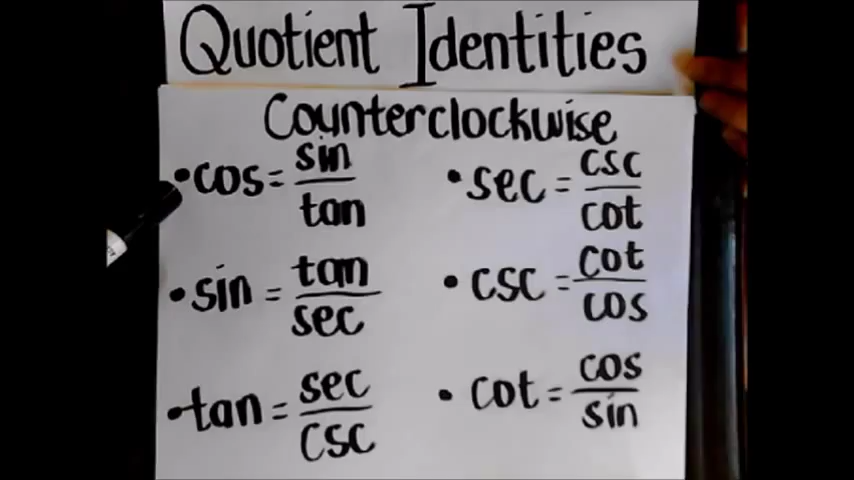 Quotient Identities
Counterclockwise
• cos = sin / tan
• sin = tan / sec
• tan = sec / csc
• sec = csc / cot
• csc = cot / cos
• cot = cos / sin